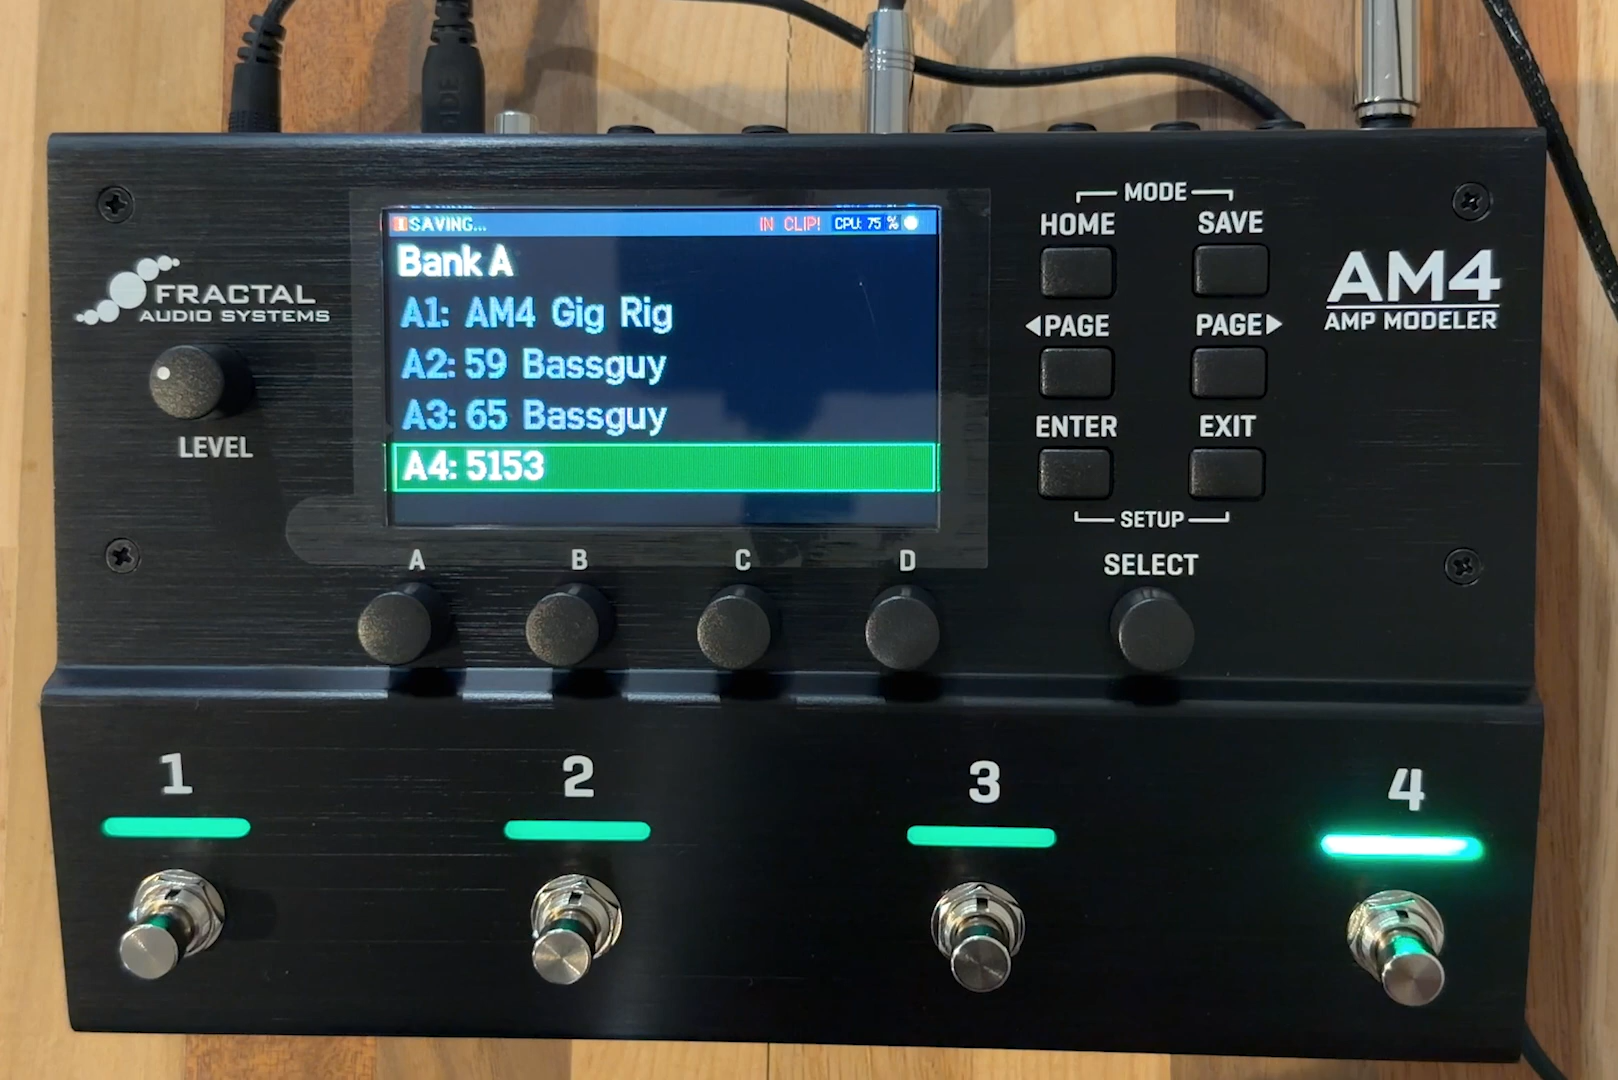 SAVING... IN CLIP! CPU: 75 %
Bank A
A1: AM4 Gig Rig
A2: 59 Bassguy
A3: 65 Bassguy
A4: 5153
FRACTAL
AUDIO SYSTEMS
LEVEL
MODE
HOME SAVE
PAGE PAGE
ENTER EXIT
SETUP
SELECT
AM4
AMP MODELER
A B C D
1 2 3 4